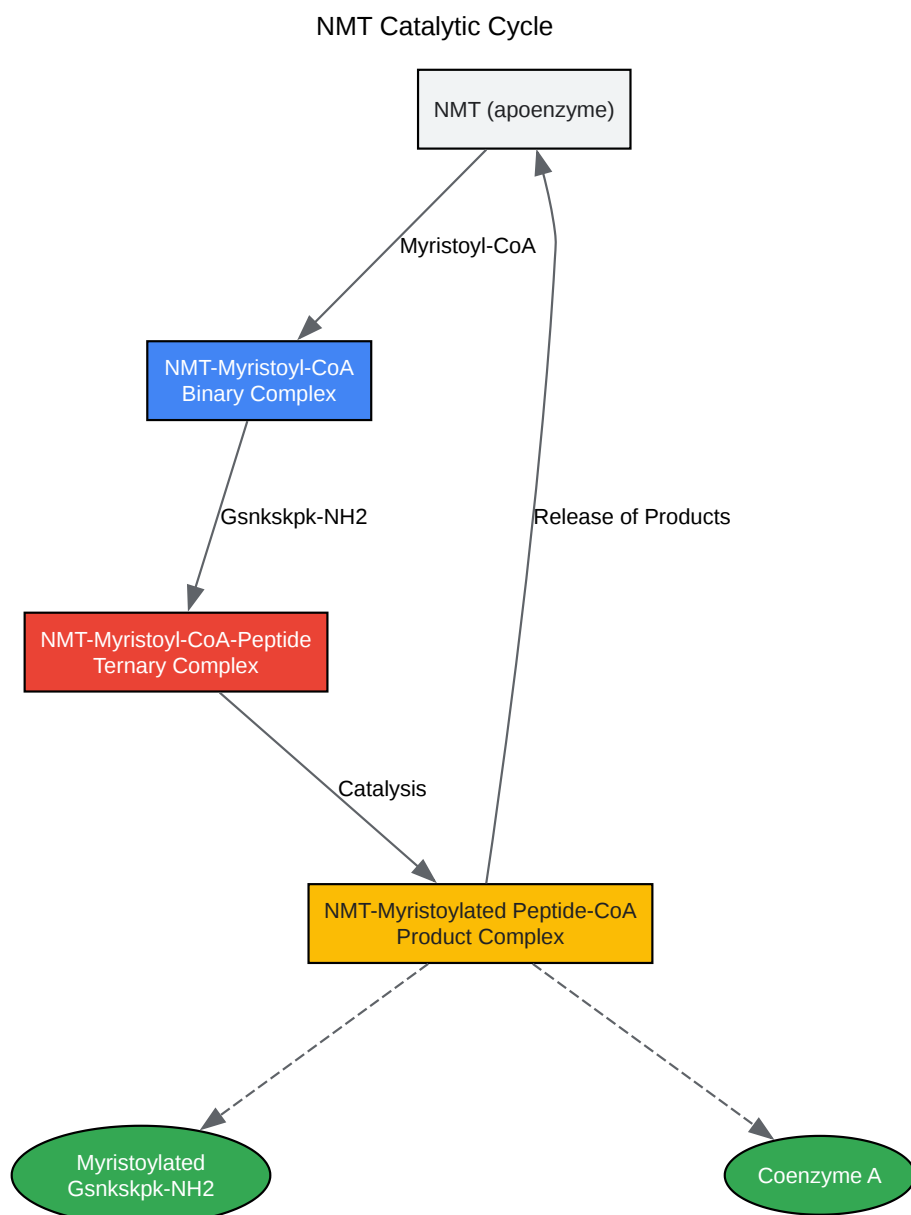 NMT Catalytic Cycle
NMT (apoenzyme)
Myristoyl-CoA
NMT-Myristoyl-CoA
Binary Complex
Gsnkskpk-NH2
Release of Products
NMT-Myristoyl-CoA-Peptide
Ternary Complex
Catalysis
NMT-Myristoylated Peptide-CoA
Product Complex
Myristoylated
Gsnkskpk-NH2
Coenzyme A